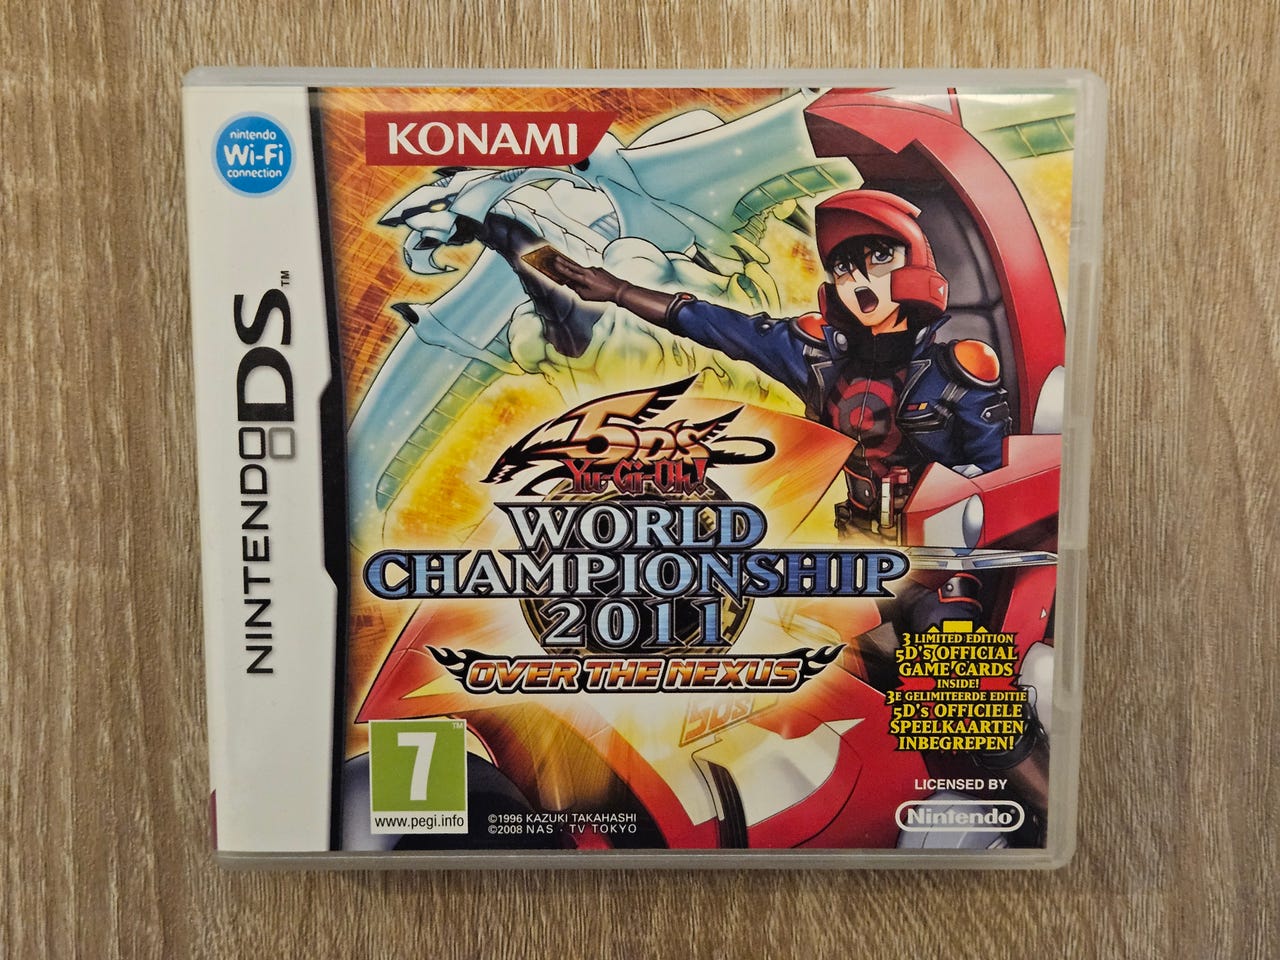 nintendo
Wi-Fi
connection
NINTENDO DS™
KONAMI
5D's
Yu-Gi-Oh!
WORLD
CHAMPIONSHIP
2011
OVER THE NEXUS
5DS
3 LIMITED EDITION
5D's OFFICIAL
GAME CARDS
INSIDE!
3E GELIMITEERDE EDITIE
5D's OFFICIELE
SPEELKAARTEN
INBEGREPEN!
7™
www.pegi.info
©1996 KAZUKI TAKAHASHI
©2008 NAS · TV TOKYO
LICENSED BY
Nintendo®